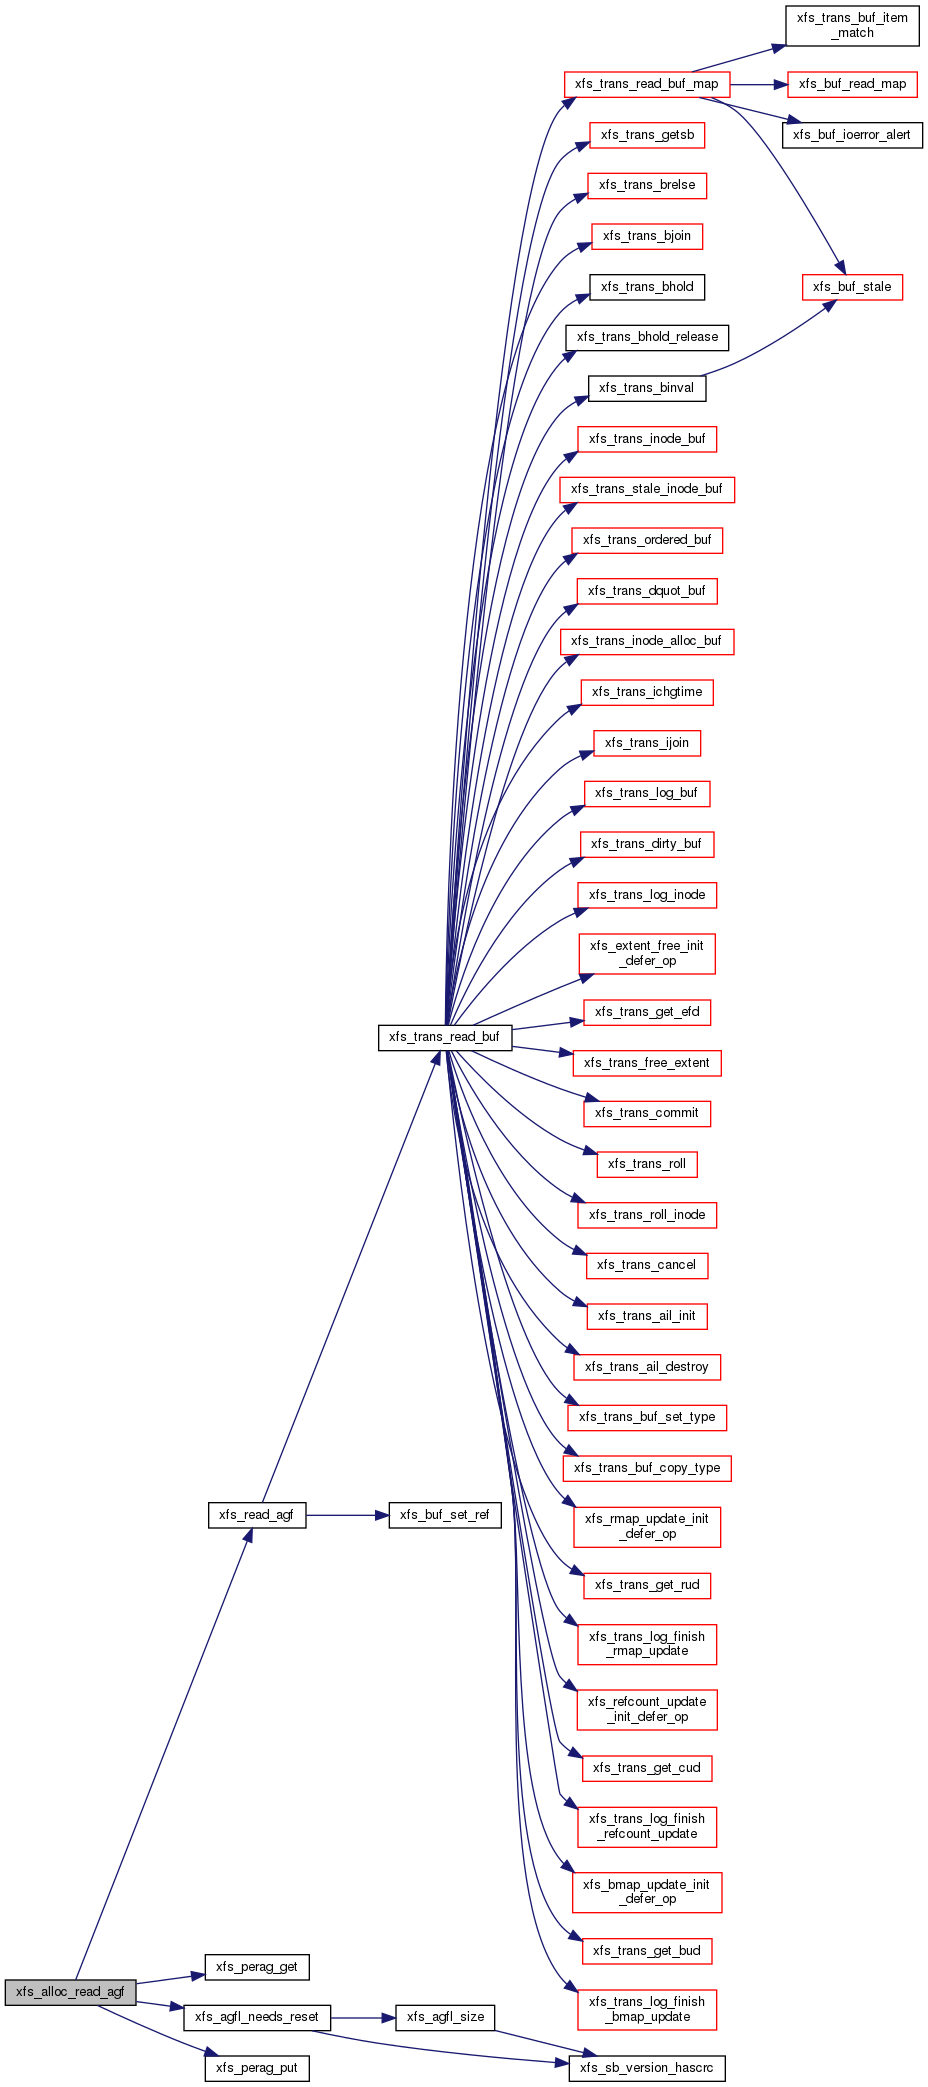 xfs_trans_buf_item
_match
xfs_trans_read_buf_map
xfs_buf_read_map
xfs_trans_getsb
xfs_buf_ioerror_alert
xfs_trans_brelse
xfs_trans_bjoin
xfs_trans_bhold
xfs_buf_stale
xfs_trans_bhold_release
xfs_trans_binval
xfs_trans_inode_buf
xfs_trans_stale_inode_buf
xfs_trans_ordered_buf
xfs_trans_dquot_buf
xfs_trans_inode_alloc_buf
xfs_trans_ichgtime
xfs_trans_ijoin
xfs_trans_log_buf
xfs_trans_dirty_buf
xfs_trans_log_inode
xfs_extent_free_init
_defer_op
xfs_trans_get_efd
xfs_trans_read_buf
xfs_trans_free_extent
xfs_trans_commit
xfs_trans_roll
xfs_trans_roll_inode
xfs_trans_cancel
xfs_trans_ail_init
xfs_trans_ail_destroy
xfs_trans_buf_set_type
xfs_trans_buf_copy_type
xfs_read_agf
xfs_buf_set_ref
xfs_rmap_update_init
_defer_op
xfs_trans_get_rud
xfs_trans_log_finish
_rmap_update
xfs_refcount_update
_init_defer_op
xfs_trans_get_cud
xfs_trans_log_finish
_refcount_update
xfs_bmap_update_init
_defer_op
xfs_trans_get_bud
xfs_perag_get
xfs_alloc_read_agf
xfs_trans_log_finish
_bmap_update
xfs_agfl_needs_reset
xfs_agfl_size
xfs_perag_put
xfs_sb_version_hascrc